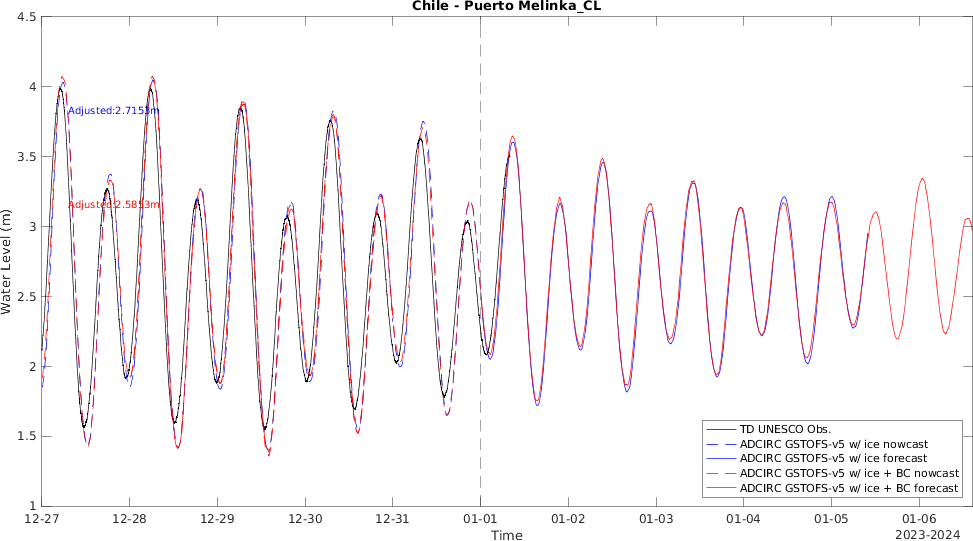 Chile - Puerto Melinka_CL
Water Level (m)
4.5
4
3.5
3
2.5
2
1.5
1
Adjusted:2.7153m
Adjusted:2.5853m
TD UNESCO Obs.
ADCIRC GSTOFS-v5 w/ ice nowcast
ADCIRC GSTOFS-v5 w/ ice forecast
ADCIRC GSTOFS-v5 w/ ice + BC nowcast
ADCIRC GSTOFS-v5 w/ ice + BC forecast
12-27 12-28 12-29 12-30 12-31 01-01 01-02 01-03 01-04 01-05 01-06
Time
2023-2024